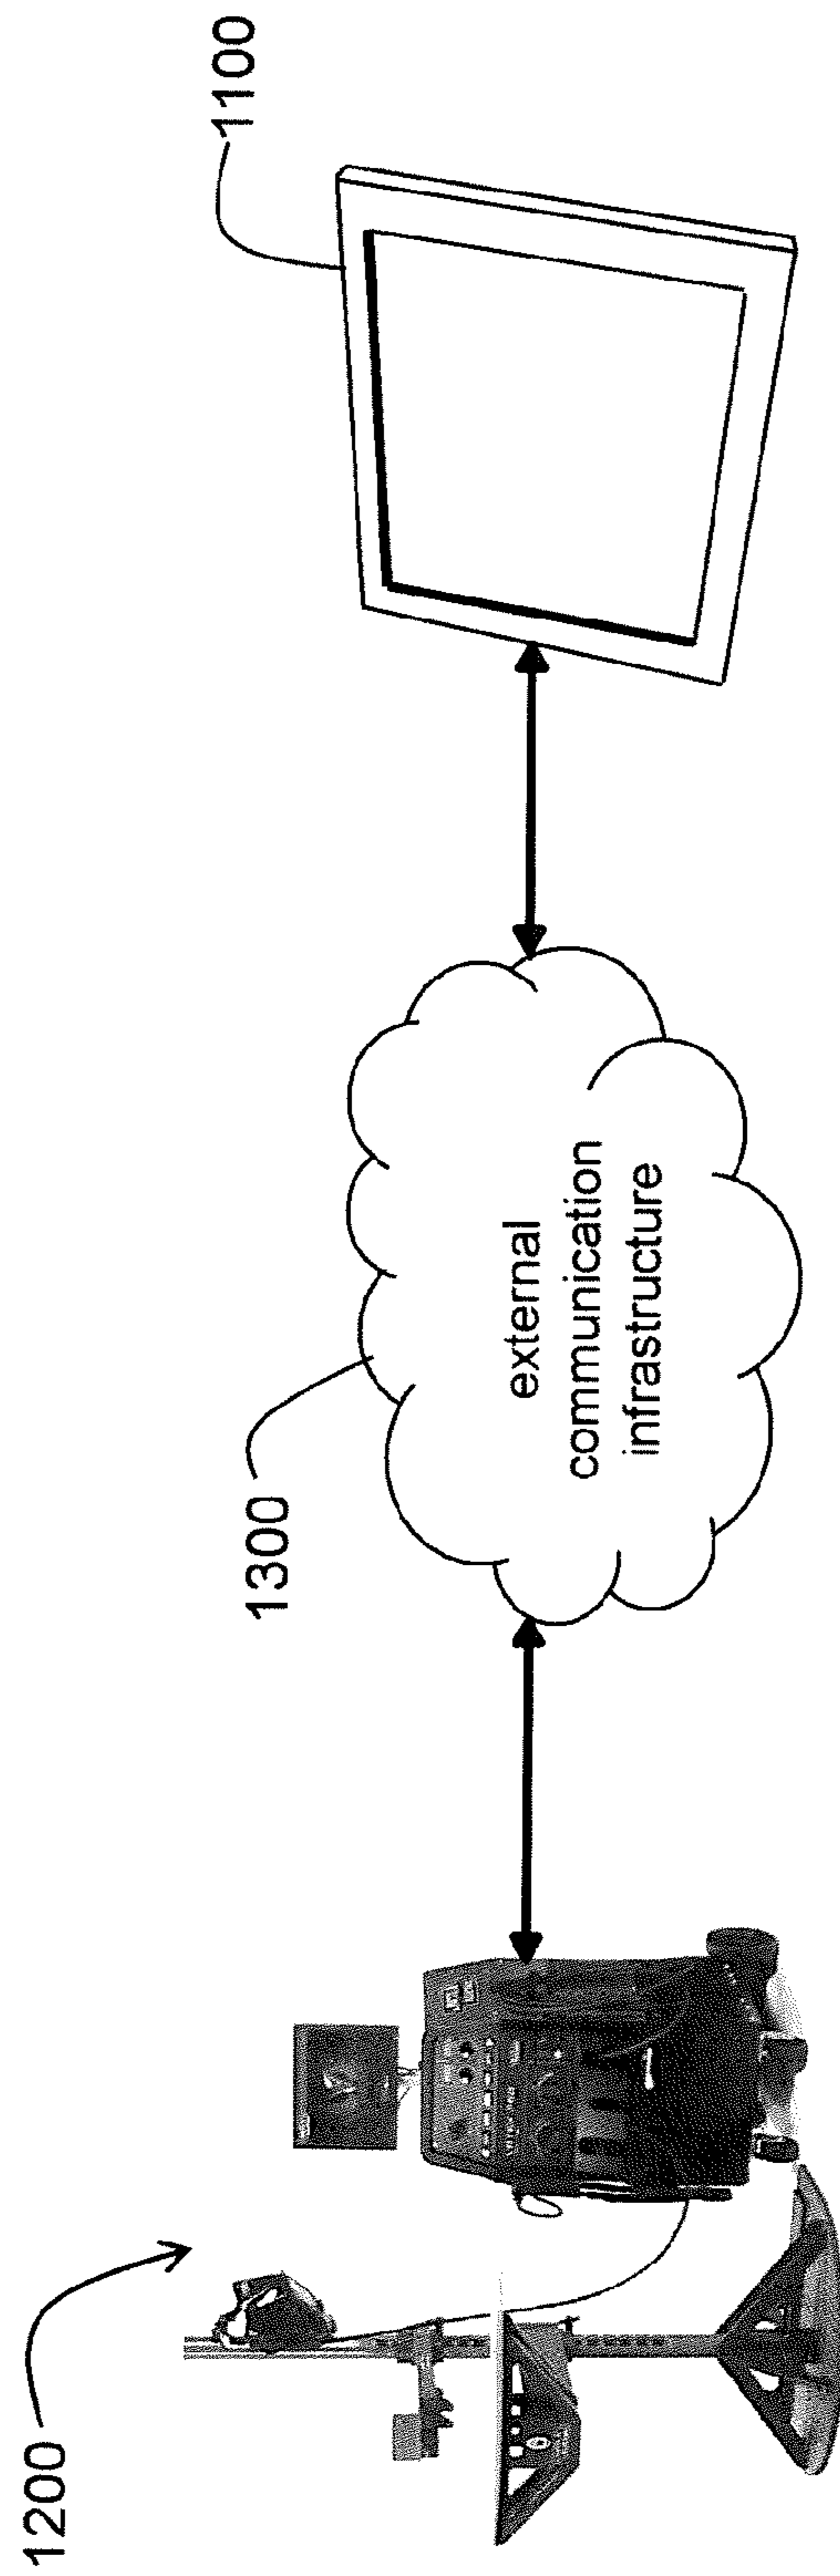 1200
1300
external
communication
infrastructure
1100